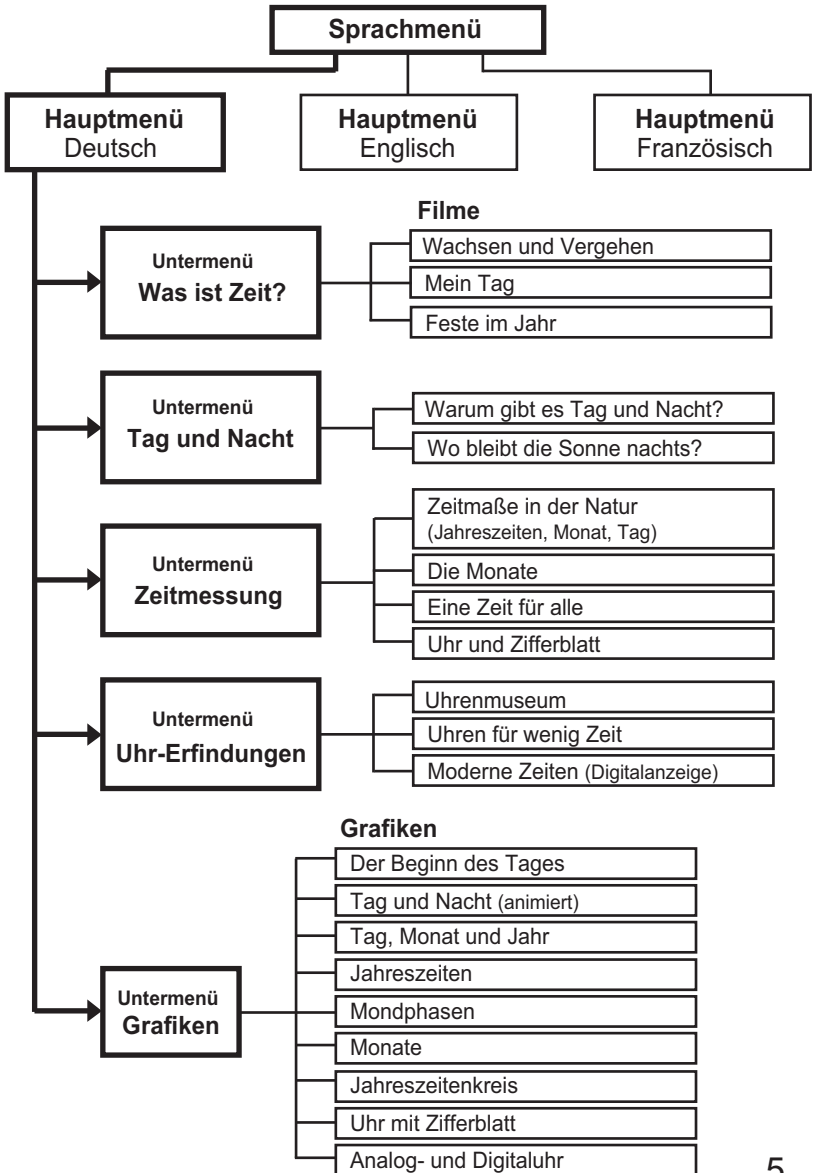 Sprachmenü
Hauptmenü
Deutsch
Hauptmenü
Englisch
Hauptmenü
Französisch
Filme
Untermenü
Was ist Zeit?
Wachsen und Vergehen
Mein Tag
Feste im Jahr
Untermenü
Tag und Nacht
Warum gibt es Tag und Nacht?
Wo bleibt die Sonne nachts?
Untermenü
Zeitmessung
Zeitmaße in der Natur
(Jahreszeiten, Monat, Tag)
Die Monate
Eine Zeit für alle
Uhr und Zifferblatt
Untermenü
Uhr-Erfindungen
Uhrenmuseum
Uhren für wenig Zeit
Moderne Zeiten (Digitalanzeige)
Grafiken
Untermenü
Grafiken
Der Beginn des Tages
Tag und Nacht (animiert)
Tag, Monat und Jahr
Jahreszeiten
Mondphasen
Monate
Jahreszeitenkreis
Uhr mit Zifferblatt
Analog- und Digitaluhr
5